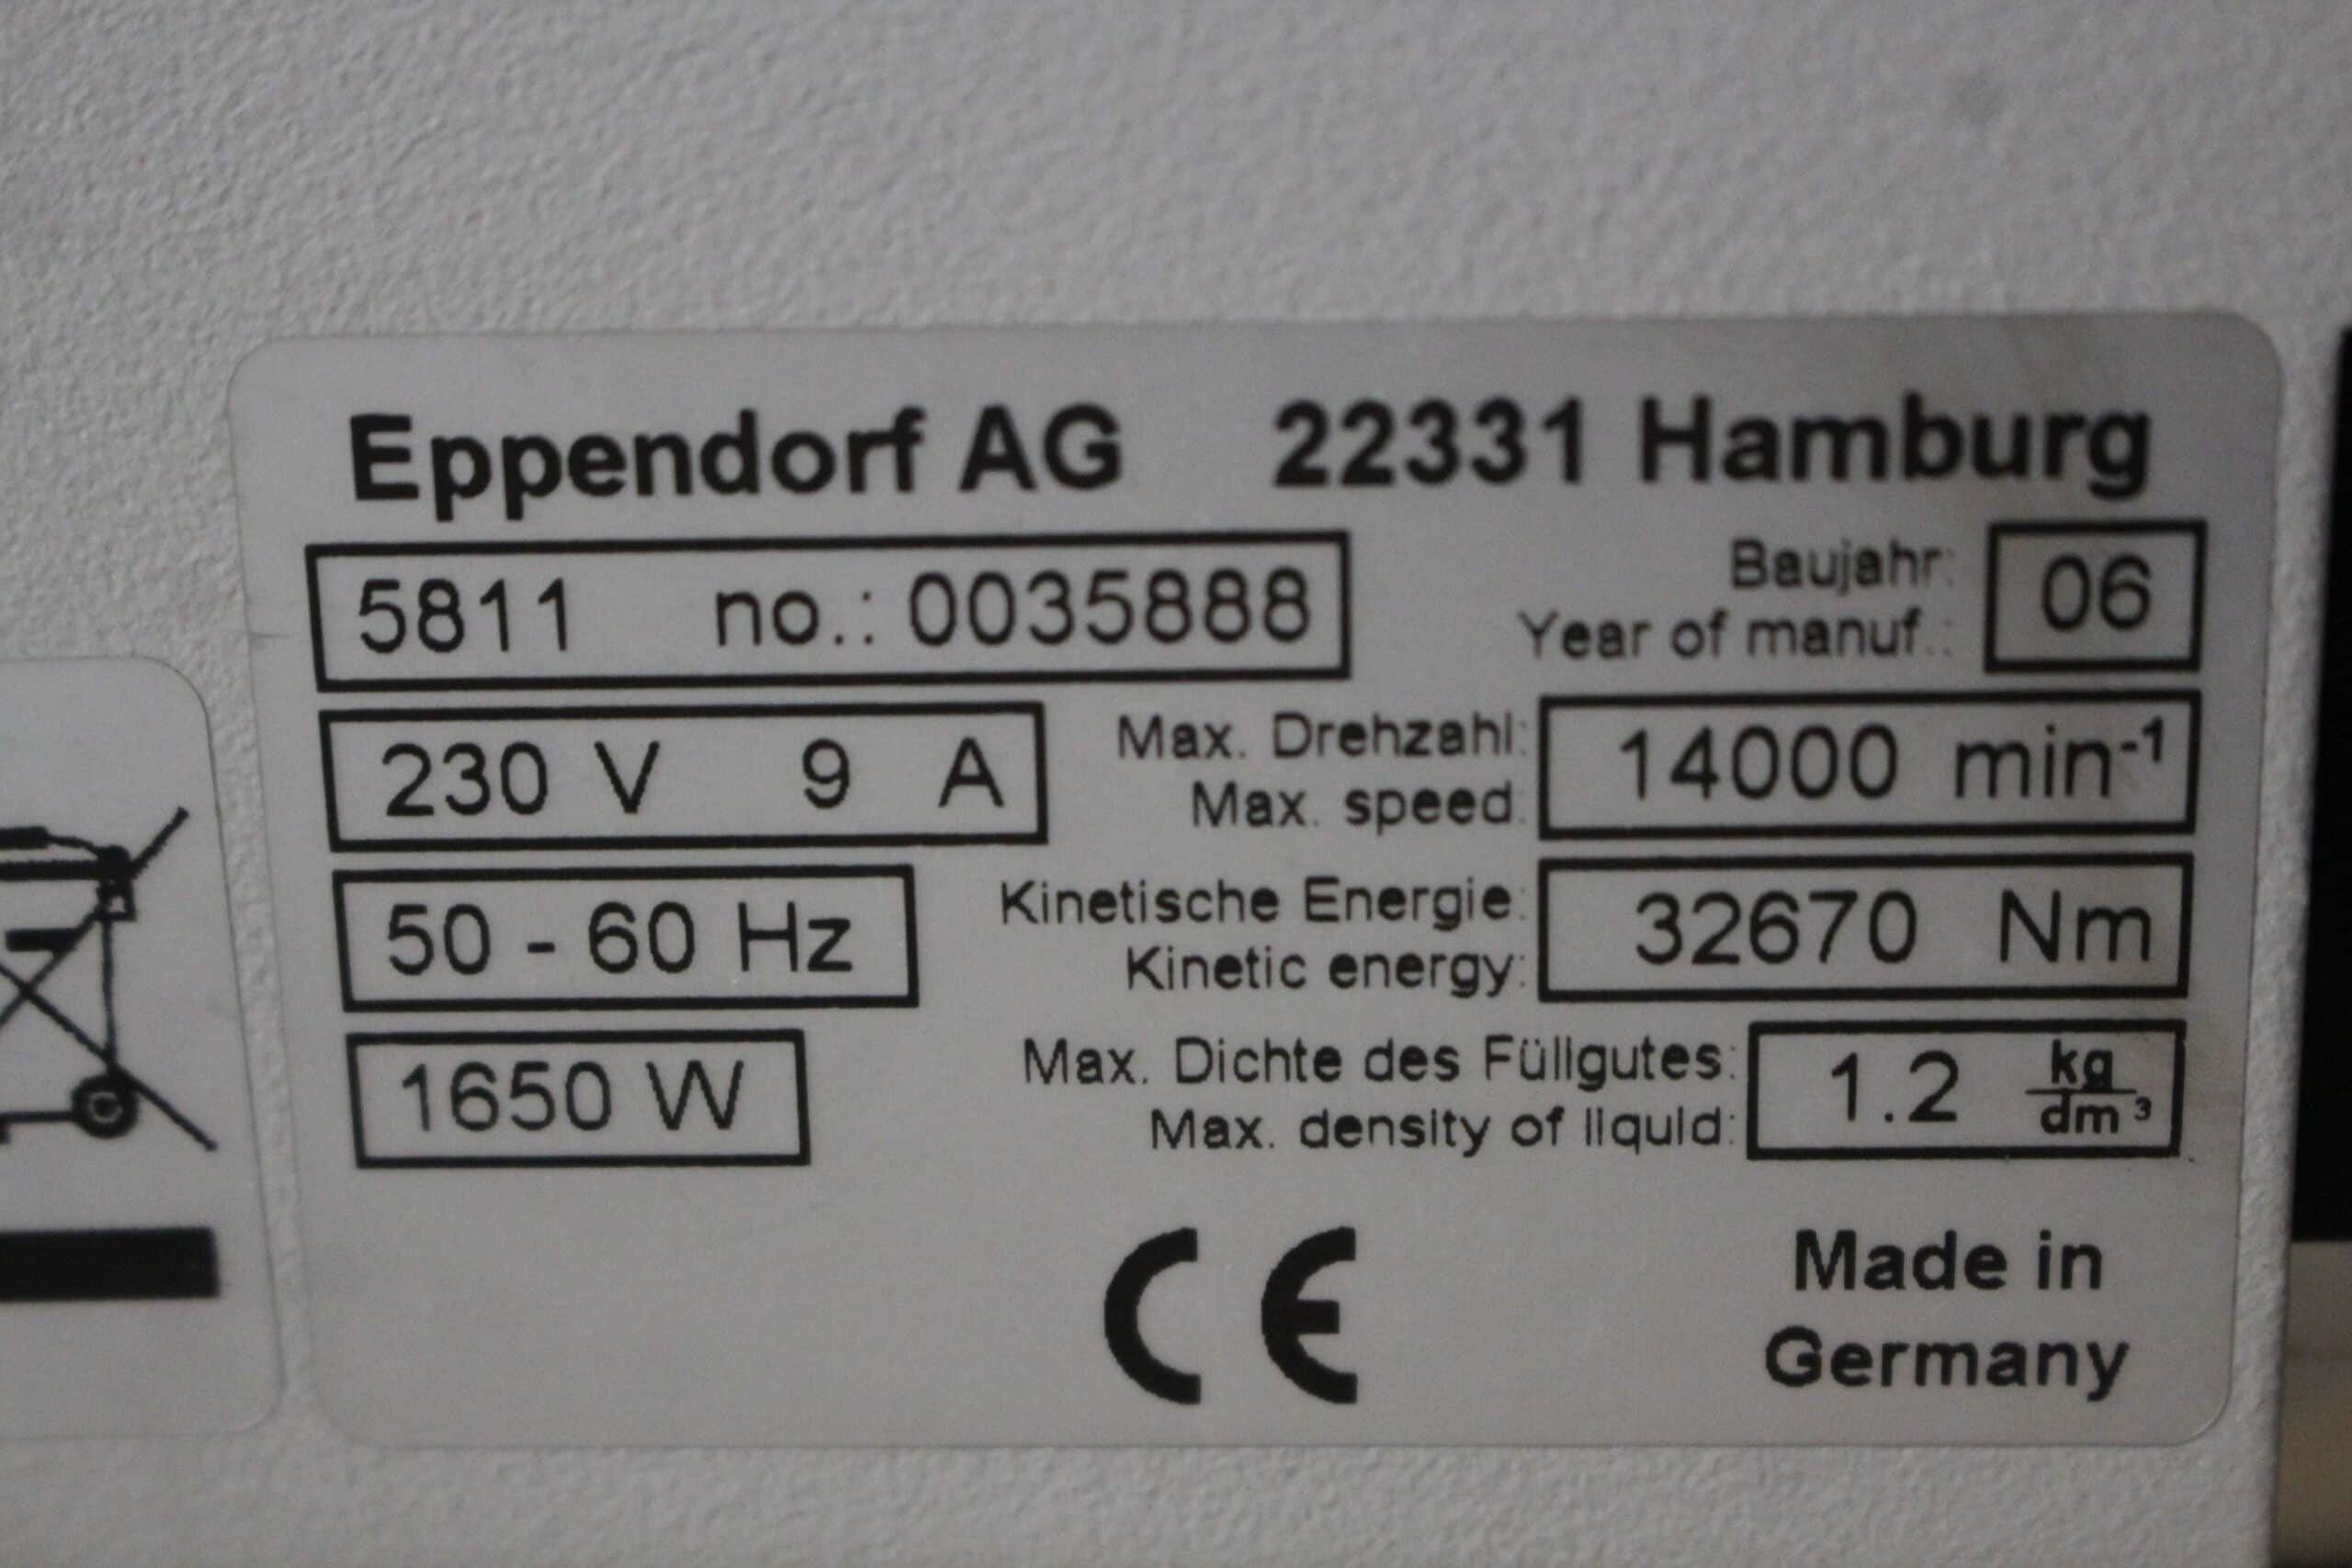 Eppendorf AG 22331 Hamburg
5811 no.: 0035888
Baujahr:
Year of manuf.:
06
230 V 9 A
Max. Drehzahl:
Max. speed:
14000 min⁻¹
50 - 60 Hz
Kinetische Energie:
Kinetic energy:
32670 Nm
1650 W
Max. Dichte des Füllgutes:
Max. density of liquid:
1.2 kg/dm³
CE
Made in
Germany